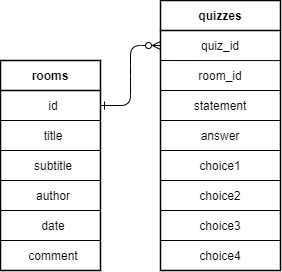 rooms
id
title
subtitle
author
date
comment
quizzes
quiz_id
room_id
statement
answer
choice1
choice2
choice3
choice4